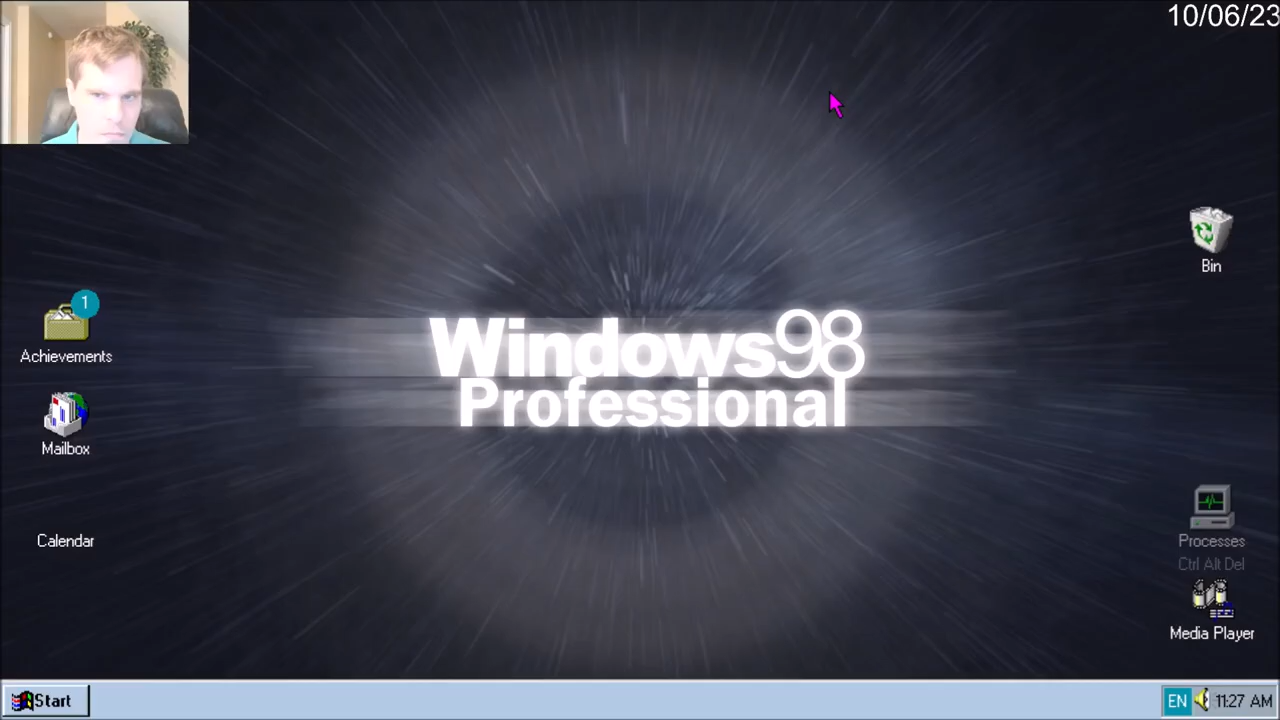 10/06/23
Bin
1
Achievements
Windows98
Professional
Mailbox
Calendar
Processes
Ctrl Alt Del
Media Player
Start
EN
11:27 AM